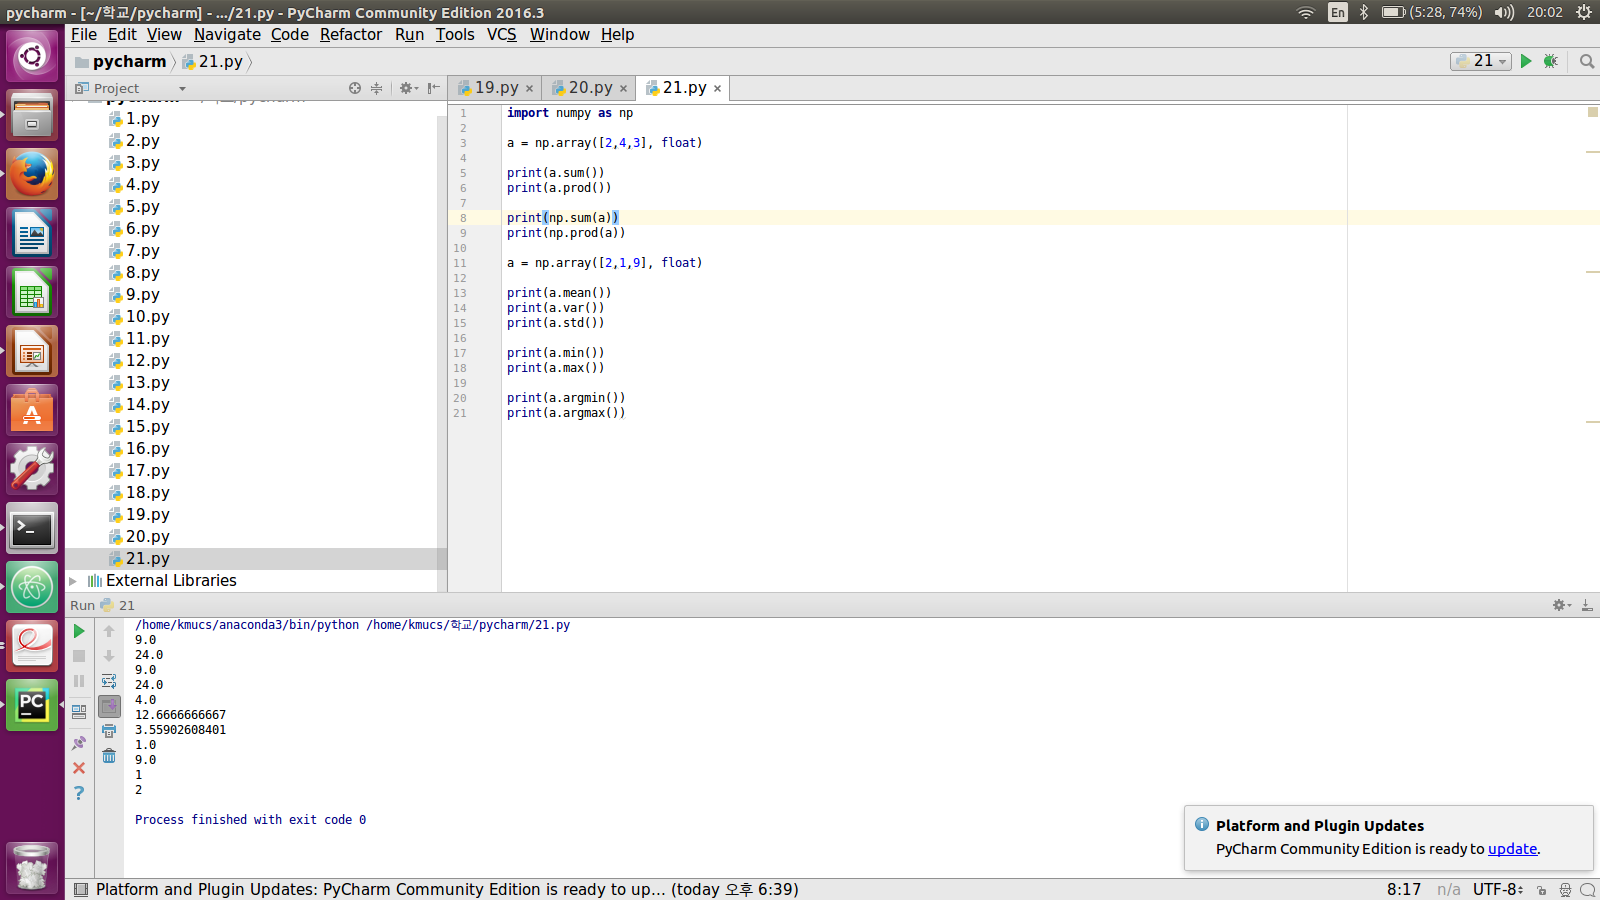 pycharm - [~/학교/pycharm] - .../21.py - PyCharm Community Edition 2016.3
En (5:28, 74%) 20:02
File Edit View Navigate Code Refactor Run Tools VCS Window Help
pycharm 21.py
21
Project
19.py 20.py 21.py
1.py
2.py
3.py
4.py
5.py
6.py
7.py
8.py
9.py
10.py
11.py
12.py
13.py
14.py
15.py
16.py
17.py
18.py
19.py
20.py
21.py
External Libraries
1 import numpy as np
2
3 a = np.array([2,4,3], float)
4
5 print(a.sum())
6 print(a.prod())
7
8 print(np.sum(a))
9 print(np.prod(a))
10
11 a = np.array([2,1,9], float)
12
13 print(a.mean())
14 print(a.var())
15 print(a.std())
16
17 print(a.min())
18 print(a.max())
19
20 print(a.argmin())
21 print(a.argmax())
Run 21
/home/kmucs/anaconda3/bin/python /home/kmucs/학교/pycharm/21.py
9.0
24.0
9.0
24.0
4.0
12.6666666667
3.55902608401
1.0
9.0
1
2
Process finished with exit code 0
Platform and Plugin Updates
PyCharm Community Edition is ready to update.
Platform and Plugin Updates: PyCharm Community Edition is ready to up... (today 오후 6:39)
8:17 n/a UTF-8
PC